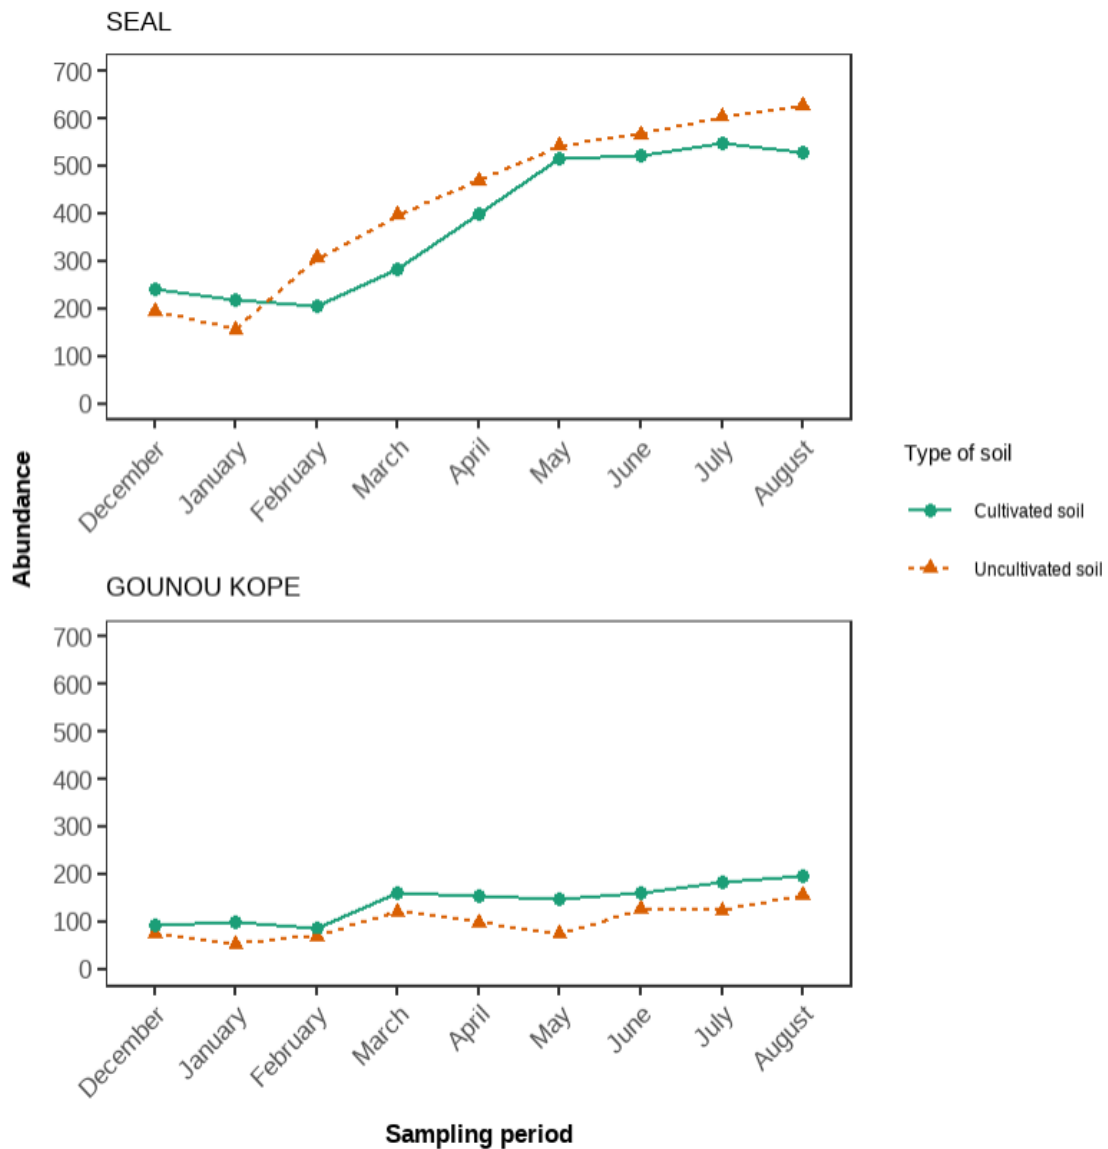 SEAL
700
600
500
400
300
200
100
0
December
January
February
March
April
May
June
July
August
Abundance
Type of soil
Cultivated soil
Uncultivated soil
GOUNOU KOPE
700
600
500
400
300
200
100
0
December
January
February
March
April
May
June
July
August
Sampling period